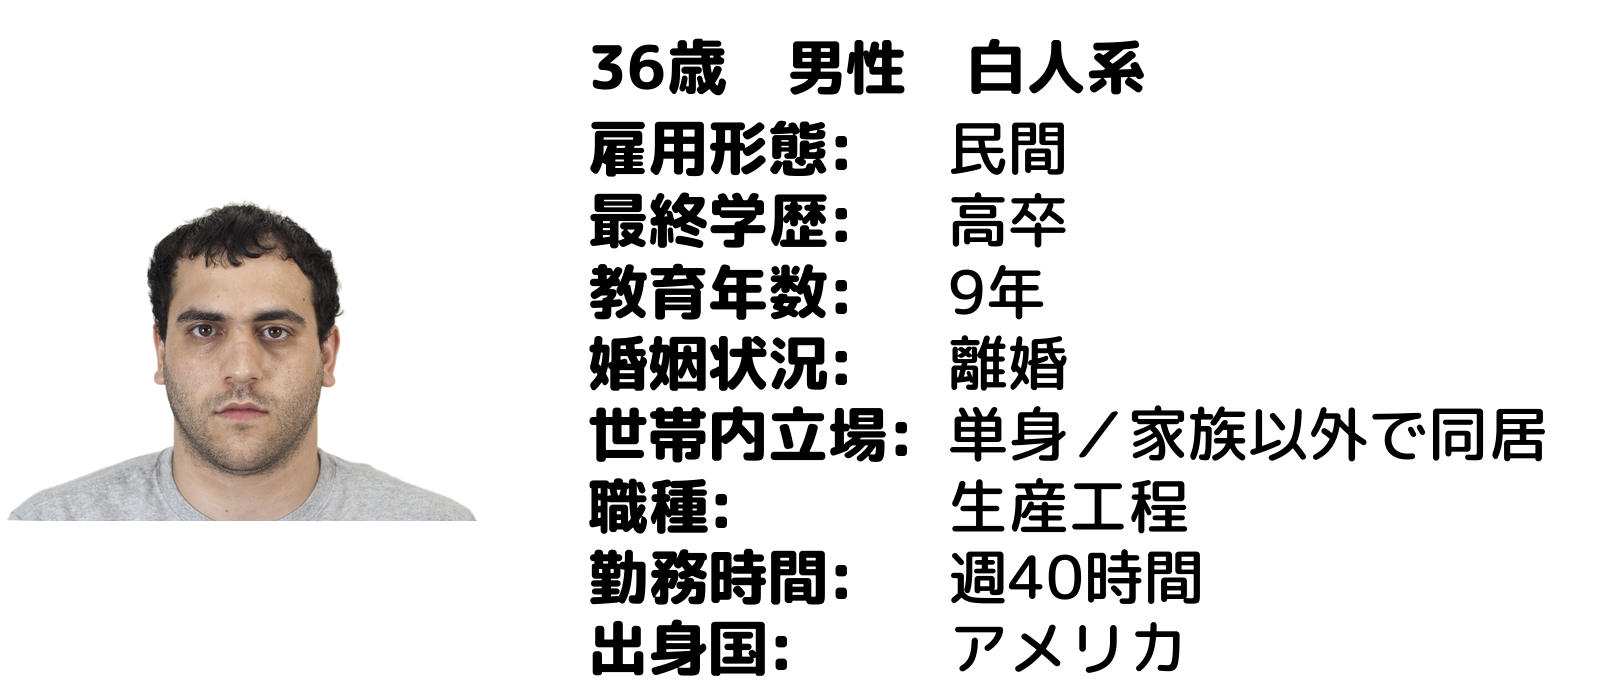 36歳　男性　白人系
雇用形態:　民間
最終学歴:　高卒
教育年数:　9年
婚姻状況:　離婚
世帯内立場:　単身／家族以外で同居
職種:　生産工程
勤務時間:　週40時間
出身国:　アメリカ